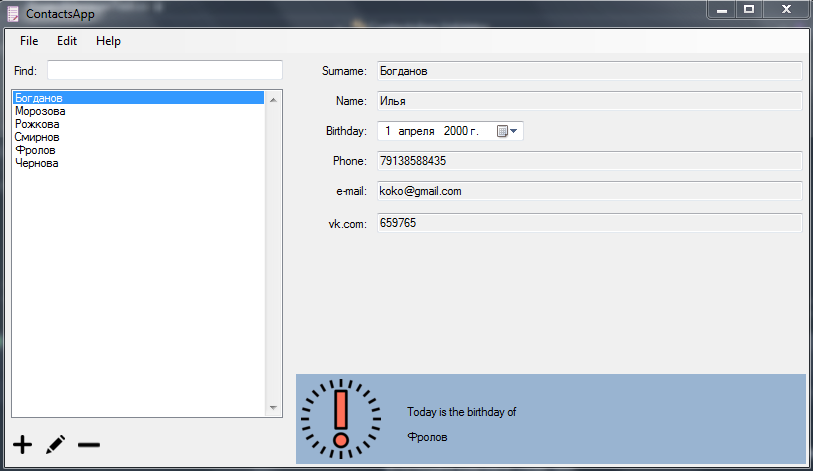 ContactsApp
File Edit Help
Find:
Богданов
Морозова
Рожкова
Смирнов
Фролов
Чернова
Surname: Богданов
Name: Илья
Birthday: 1 апреля 2000 г.
Phone: 79138588435
e-mail: koko@gmail.com
vk.com: 659765
Today is the birthday of
Фролов